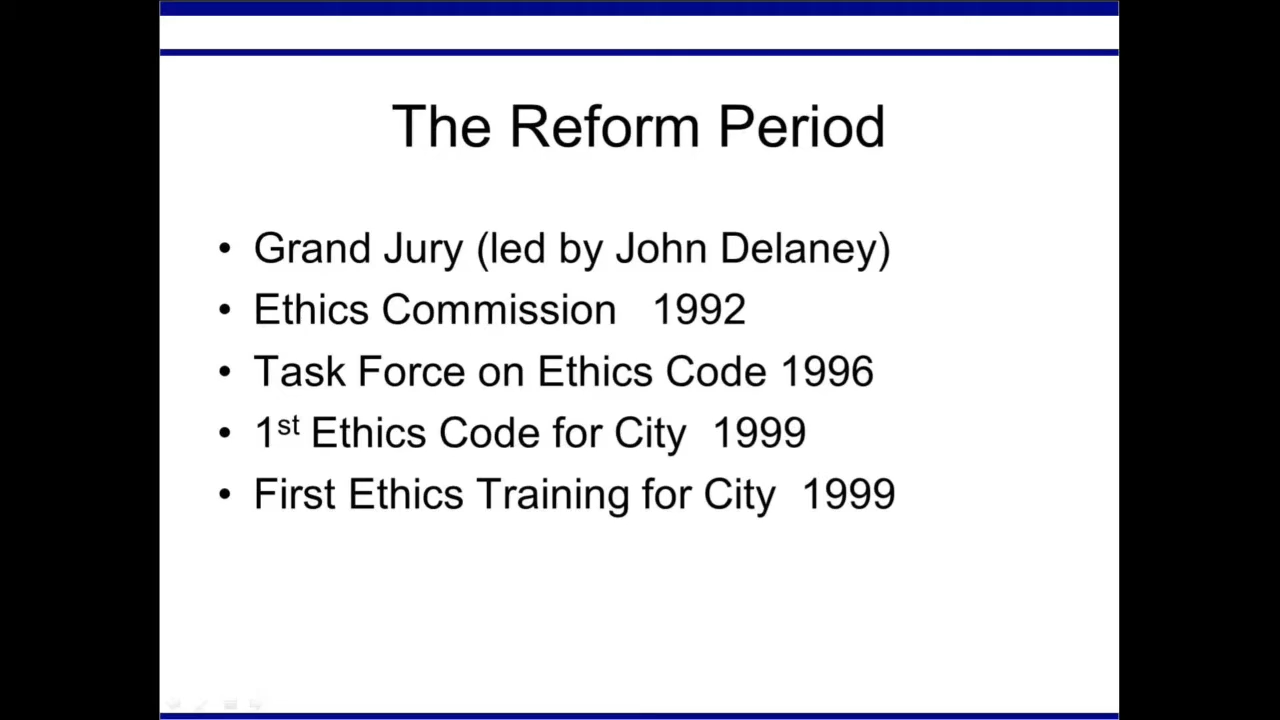 The Reform Period
• Grand Jury (led by John Delaney)
• Ethics Commission 1992
• Task Force on Ethics Code 1996
• 1st Ethics Code for City 1999
• First Ethics Training for City 1999